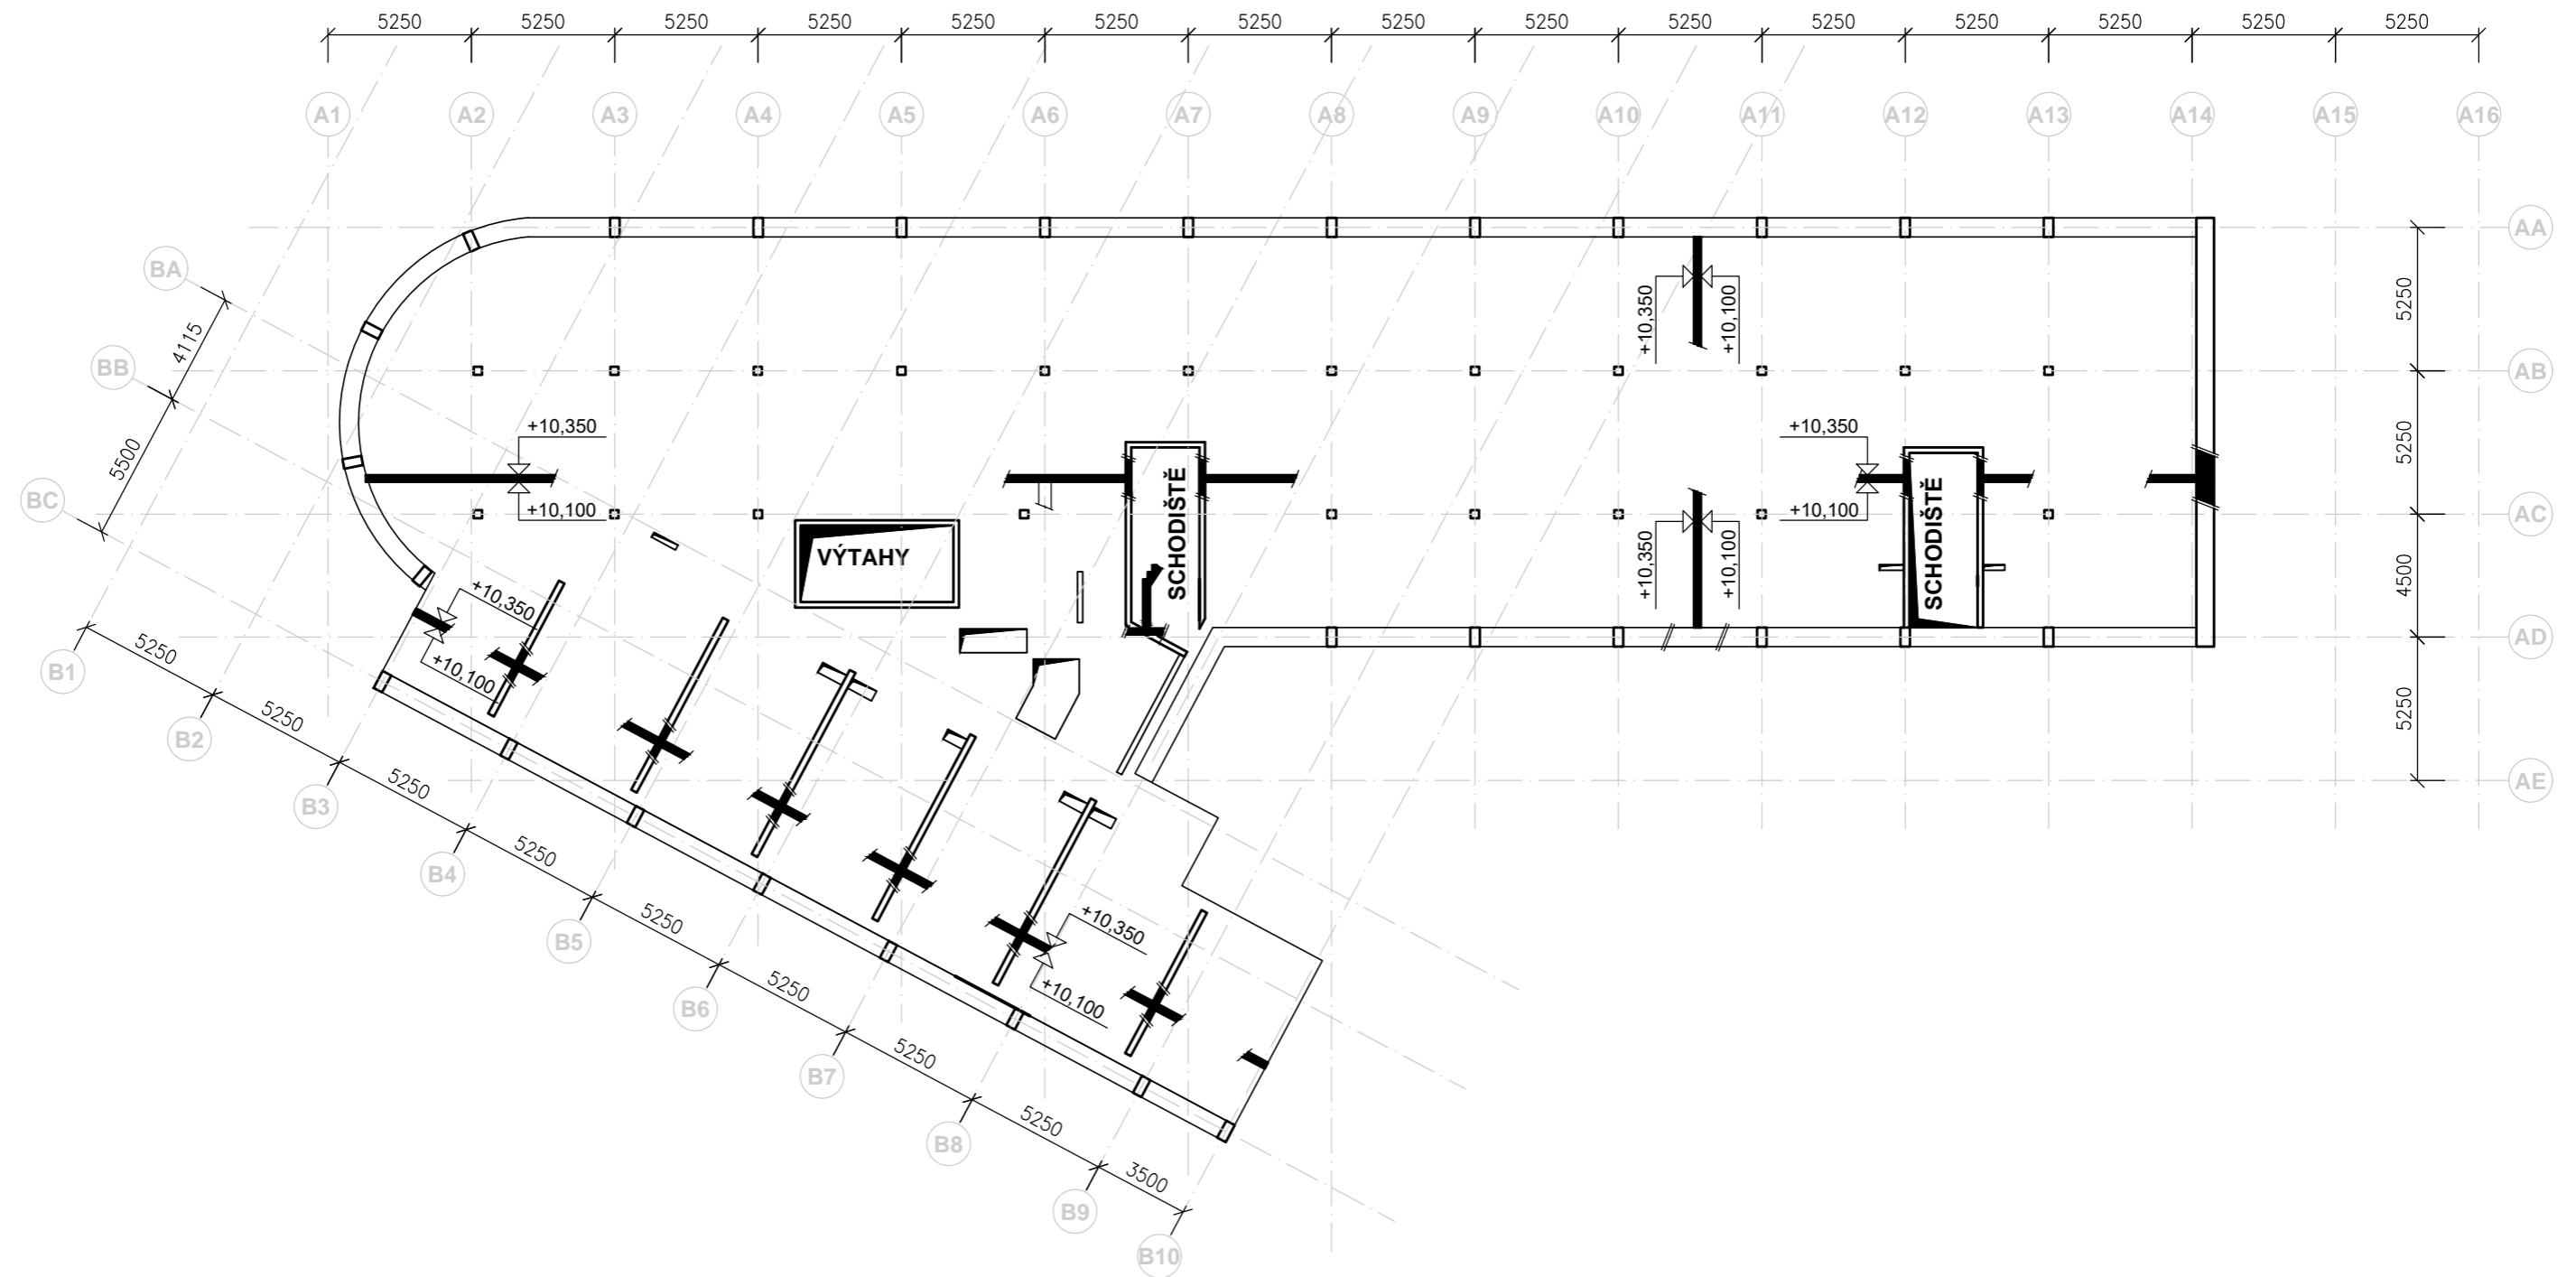 5250 5250 5250 5250 5250 5250 5250 5250 5250 5250 5250 5250 5250 5250 5250
A1 A2 A3 A4 A5 A6 A7 A8 A9 A10 A11 A12 A13 A14 A15 A16
AA
BA
5250
+10,350 +10,100
4115
BB
AB
5250
+10,350
+10,350
5500
SCHODIŠTĚ
SCHODIŠTĚ
BC
+10,100
+10,100
AC
VÝTAHY
+10,350 +10,100
4500
+10,350
+10,100
AD
B1
5250
5250
B2
5250
AE
B3
5250
B4
5250
B5
5250
+10,350
+10,100
B6
5250
B7
5250
B8
5250
B9
3500
B10